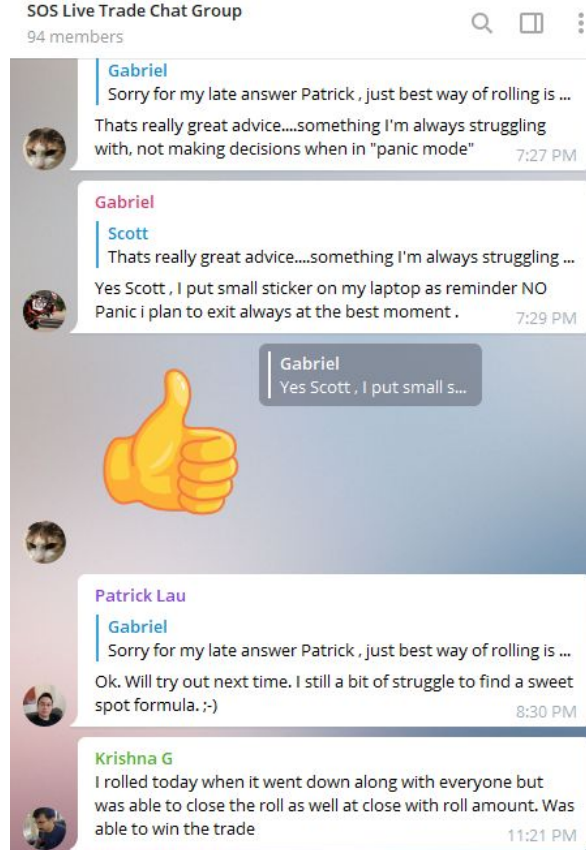 SOS Live Trade Chat Group
94 members
Gabriel
Sorry for my late answer Patrick , just best way of rolling is ...
Thats really great advice....something I'm always struggling
with, not making decisions when in "panic mode"
7:27 PM
Gabriel
Scott
Thats really great advice....something I'm always struggling ...
Yes Scott , I put small sticker on my laptop as reminder NO
Panic i plan to exit always at the best moment .
7:29 PM
Gabriel
Yes Scott , I put small s...
Patrick Lau
Gabriel
Sorry for my late answer Patrick , just best way of rolling is ...
Ok. Will try out next time. I still a bit of struggle to find a sweet
spot formula. ;-)
8:30 PM
Krishna G
I rolled today when it went down along with everyone but
was able to close the roll as well at close with roll amount. Was
able to win the trade
11:21 PM